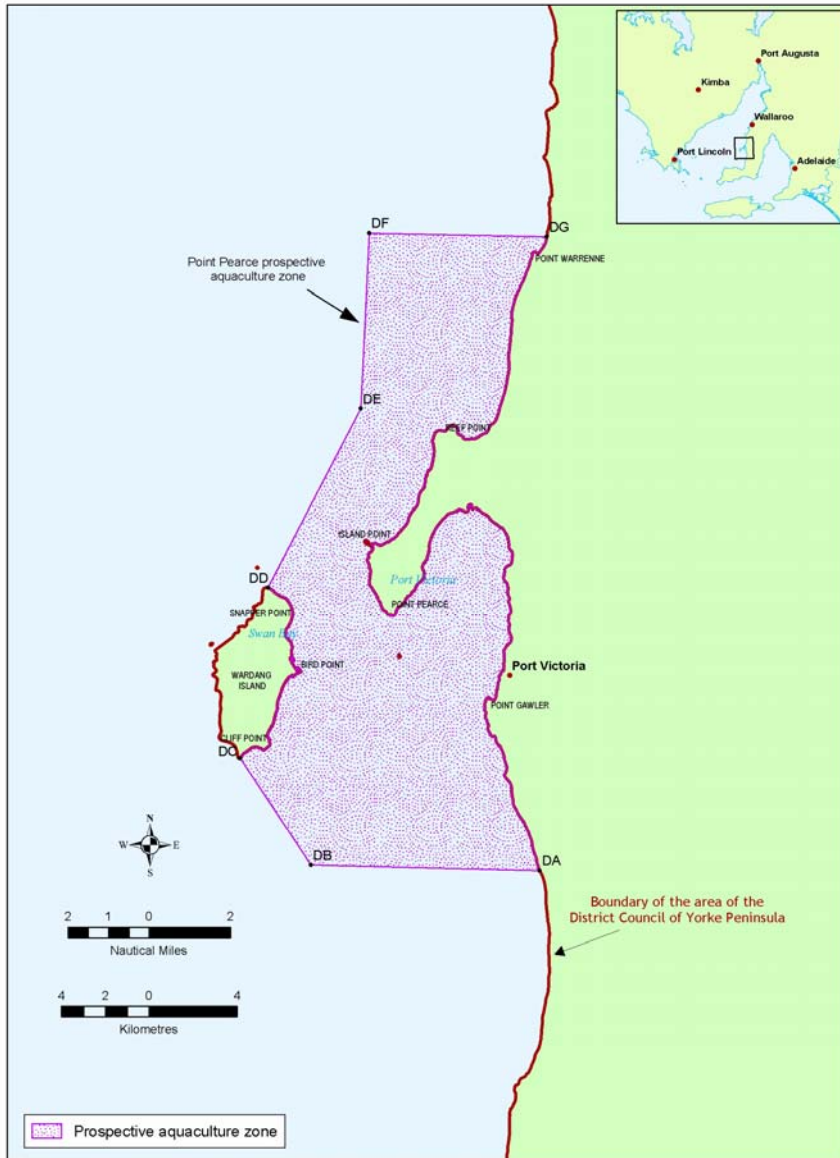 Port Augusta
Kimba
Wallaroo
Port Lincoln
Adelaide
DF
DG
POINT WARRENNE
Point Pearce prospective
aquaculture zone
DE
REEF POINT
ISLAND POINT
DD
Port Victoria
POINT PEARCE
SNAPPER POINT
Swan Bay
BIRD POINT
Port Victoria
WARDANG
ISLAND
POINT GAWLER
CLIFF POINT
DC
N
W E
S
DB
DA
Boundary of the area of the
District Council of Yorke Peninsula
2 1 0 2
Nautical Miles
4 2 0 4
Kilometres
Prospective aquaculture zone